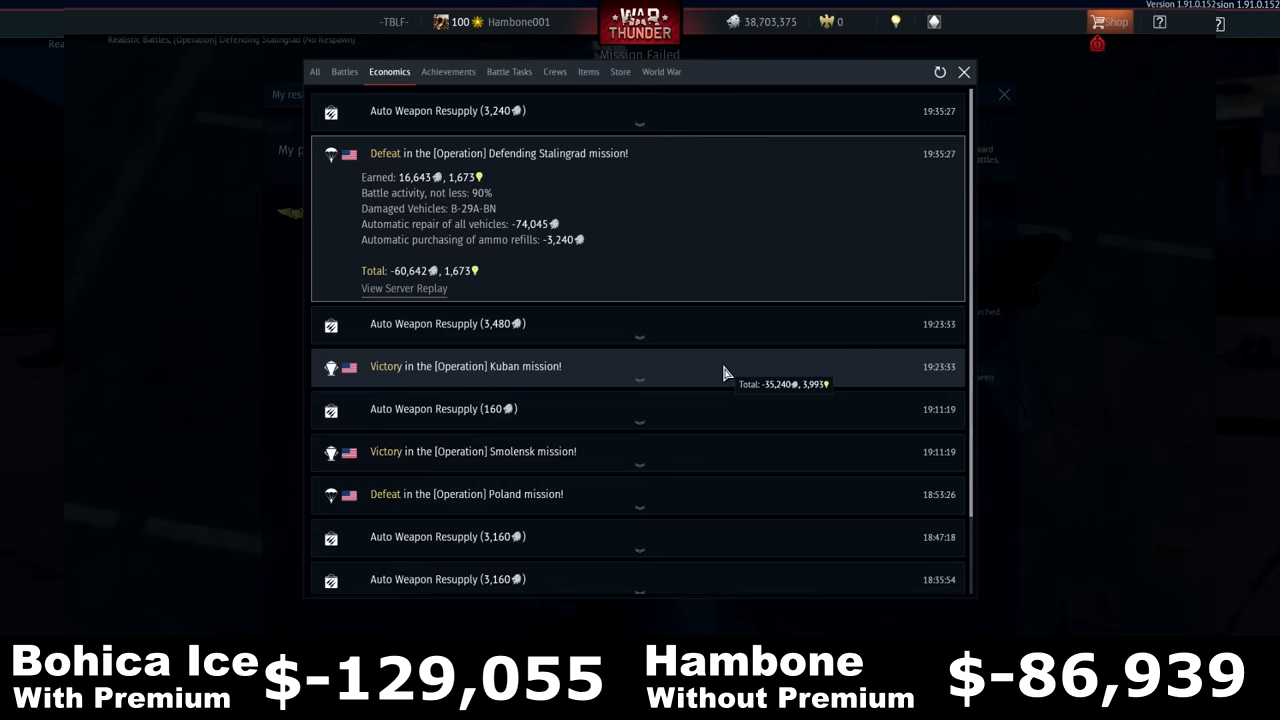 Version 1.91.0.152
sion 1.91.0.152
-TBLF- 100 Hambone001 WAR THUNDER 38,703,375 0 Shop
Realistic Battles, [Operation] Defending Stalingrad (No Respawn)
Mission Failed
All Battles Economics Achievements Battle Tasks Crews Items Store World War
My res
My p
Auto Weapon Resupply (3,240) 19:35:27
Defeat in the [Operation] Defending Stalingrad mission! 19:35:27
Earned: 16,643, 1,673
Battle activity, not less: 90%
Damaged Vehicles: B-29A-BN
Automatic repair of all vehicles: -74,045
Automatic purchasing of ammo refills: -3,240
Total: -60,642, 1,673
View Server Replay
Auto Weapon Resupply (3,480) 19:23:33
Victory in the [Operation] Kuban mission! 19:23:33
Total: -35,240, 3,993
Auto Weapon Resupply (160) 19:11:19
Victory in the [Operation] Smolensk mission! 19:11:19
Defeat in the [Operation] Poland mission! 18:53:26
Auto Weapon Resupply (3,160) 18:47:18
Auto Weapon Resupply (3,160) 18:35:54
Bohica Ice $-129,055
With Premium
Hambone $-86,939
Without Premium